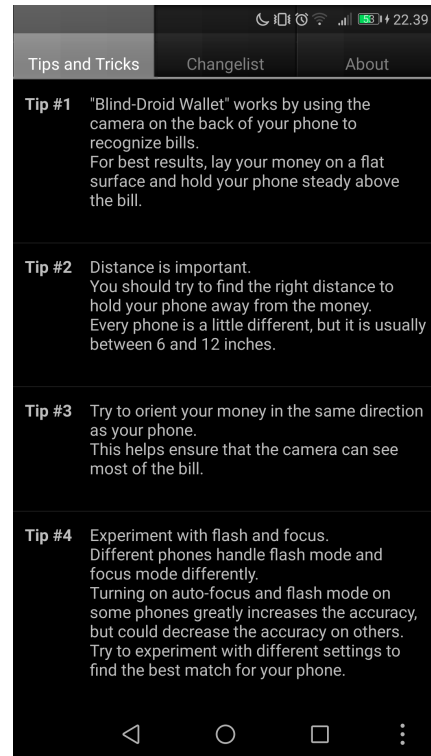 53 22.39
Tips and Tricks Changelist About
Tip #1 "Blind-Droid Wallet" works by using the
camera on the back of your phone to
recognize bills.
For best results, lay your money on a flat
surface and hold your phone steady above
the bill.
Tip #2 Distance is important.
You should try to find the right distance to
hold your phone away from the money.
Every phone is a little different, but it is usually
between 6 and 12 inches.
Tip #3 Try to orient your money in the same direction
as your phone.
This helps ensure that the camera can see
most of the bill.
Tip #4 Experiment with flash and focus.
Different phones handle flash mode and
focus mode differently.
Turning on auto-focus and flash mode on
some phones greatly increases the accuracy,
but could decrease the accuracy on others.
Try to experiment with different settings to
find the best match for your phone.